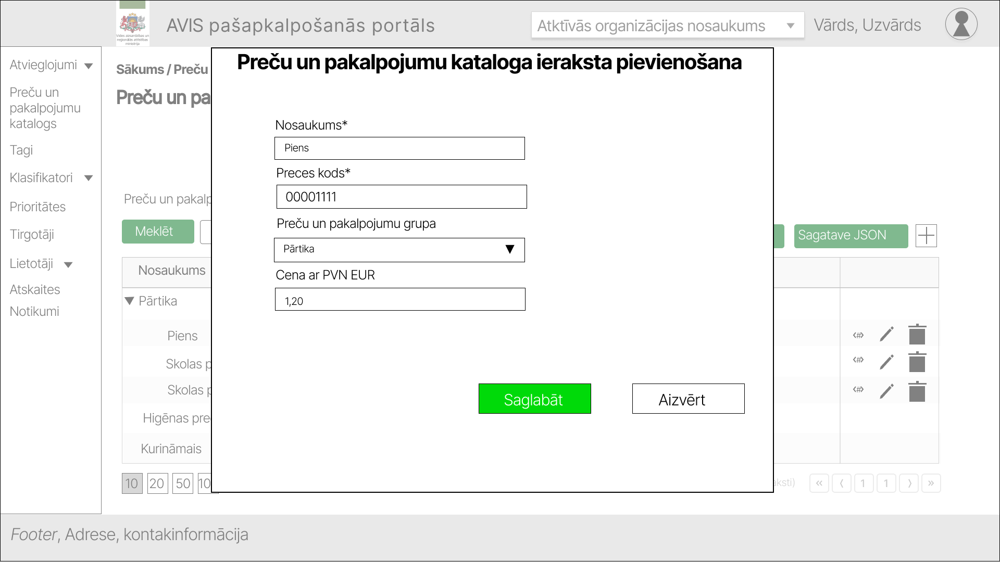 Vides aizsardzības un
reģionālās attīstības
ministrija
AVIS pašapkalpošanās portāls
Atktīvās organizācijas nosaukums
Vārds, Uzvārds
Atvieglojumi
Preču un
pakalpojumu
katalogs
Tagi
Klasifikatori
Prioritātes
Tirgotāji
Lietotāji
Atskaites
Notikumi
Sākums / Preču
Preču un pa
Preču un pakalp
Meklēt
Sagatave JSON
Nosaukums
Pārtika
Piens
<#>
Skolas p
<#>
Skolas p
<#>
Higēnas pre
Kurināmais
10 20 50 10
aksti)
« ⟨ 1 1 ⟩ »
Preču un pakalpojumu kataloga ieraksta pievienošana
Nosaukums*
Piens
Preces kods*
00001111
Preču un pakalpojumu grupa
Pārtika
Cena ar PVN EUR
1,20
Saglabāt
Aizvērt
Footer, Adrese, kontakinformācija